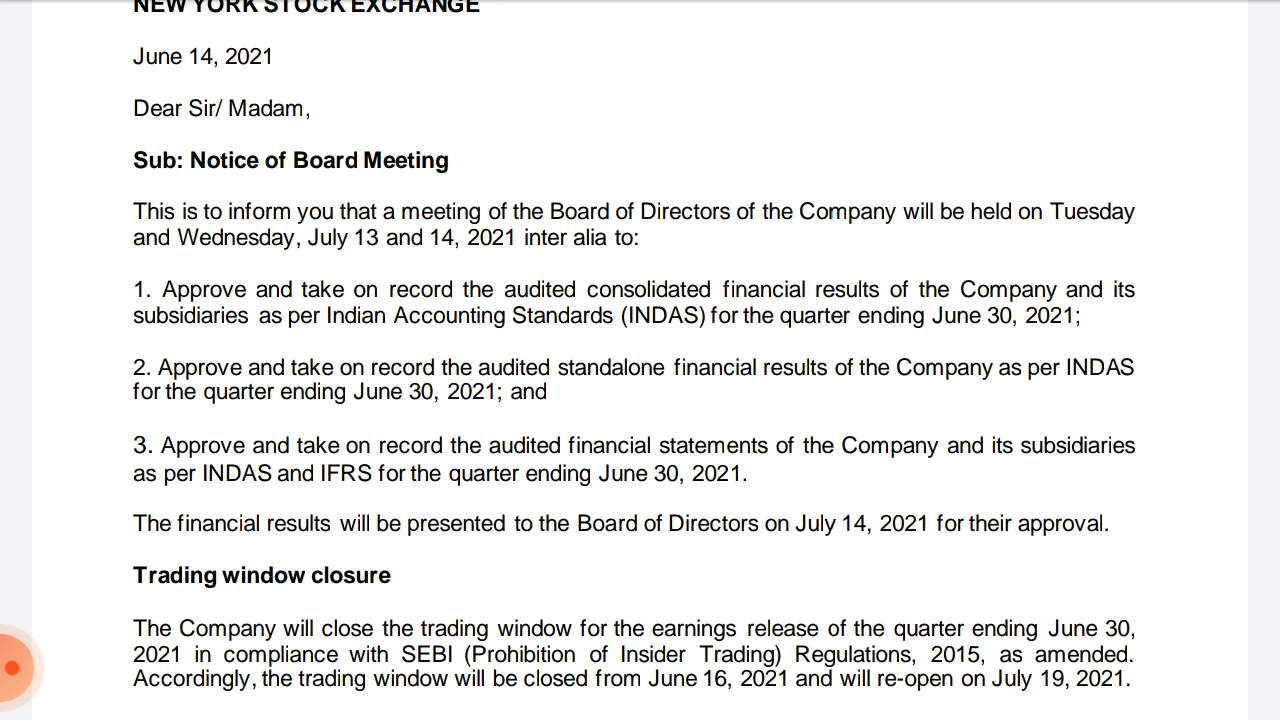 NEW YORK STOCK EXCHANGE
June 14, 2021
Dear Sir/ Madam,
Sub: Notice of Board Meeting
This is to inform you that a meeting of the Board of Directors of the Company will be held on Tuesday
and Wednesday, July 13 and 14, 2021 inter alia to:
1. Approve and take on record the audited consolidated financial results of the Company and its
subsidiaries as per Indian Accounting Standards (INDAS) for the quarter ending June 30, 2021;
2. Approve and take on record the audited standalone financial results of the Company as per INDAS
for the quarter ending June 30, 2021; and
3. Approve and take on record the audited financial statements of the Company and its subsidiaries
as per INDAS and IFRS for the quarter ending June 30, 2021.
The financial results will be presented to the Board of Directors on July 14, 2021 for their approval.
Trading window closure
The Company will close the trading window for the earnings release of the quarter ending June 30,
2021 in compliance with SEBI (Prohibition of Insider Trading) Regulations, 2015, as amended.
Accordingly, the trading window will be closed from June 16, 2021 and will re-open on July 19, 2021.